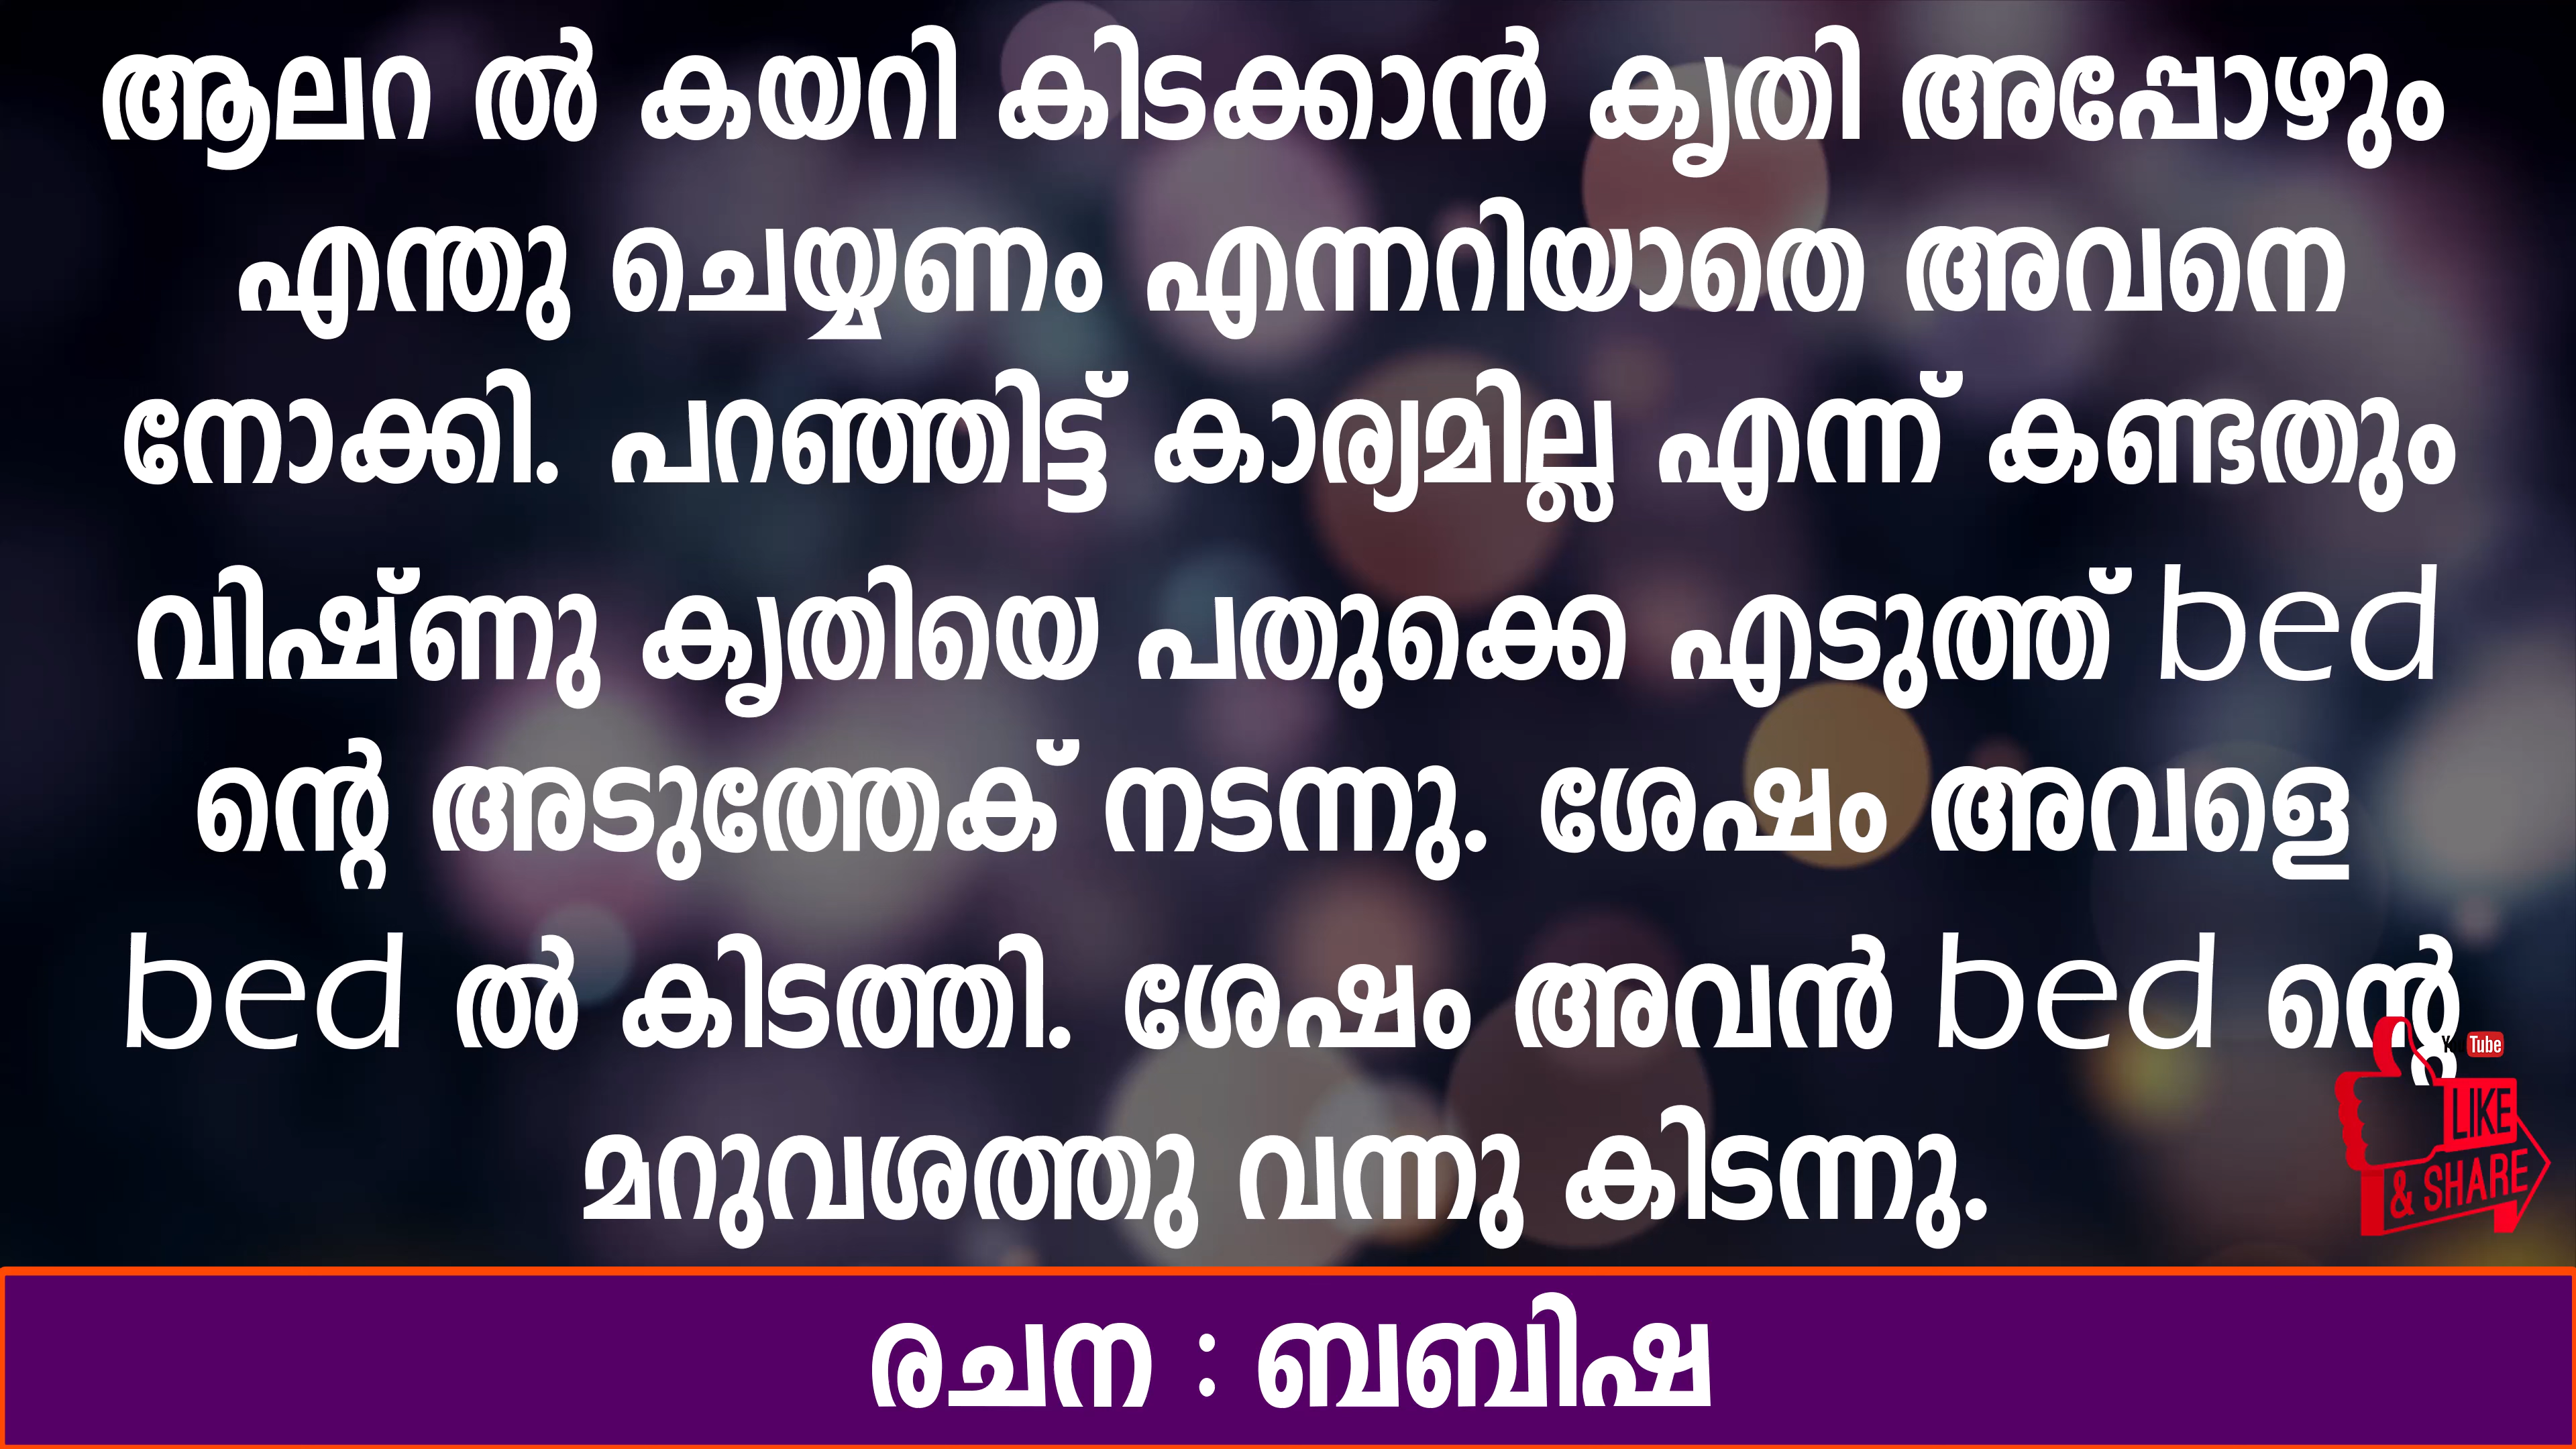 ആലറ ൽ കയറി കിടക്കാൻ കൃതി അപ്പോഴും
എന്തു ചെയ്യണം എന്നറിയാതെ അവനെ
നോക്കി. പറഞ്ഞിട്ട് കാര്യമില്ല എന്ന് കണ്ടതും
വിഷ്ണു കൃതിയെ പതുക്കെ എടുത്ത് bed
ന്റെ അടുത്തേക് നടന്നു. ശേഷം അവളെ
bed ൽ കിടത്തി. ശേഷം അവൻ bed ന്റെ
മറുവശത്തു വന്നു കിടന്നു.
YouTube
LIKE
& SHARE
രചന : ബബിഷ